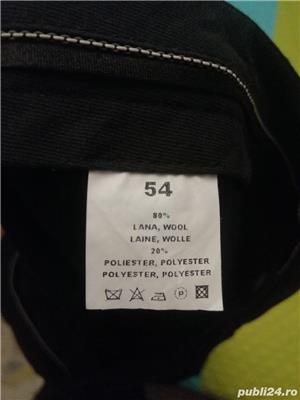 54
80%
LANA, WOOL
LAINE, WOLLE
20%
POLIESTER, POLYESTER
POLYESTER, POLYESTER
P
publi24.ro